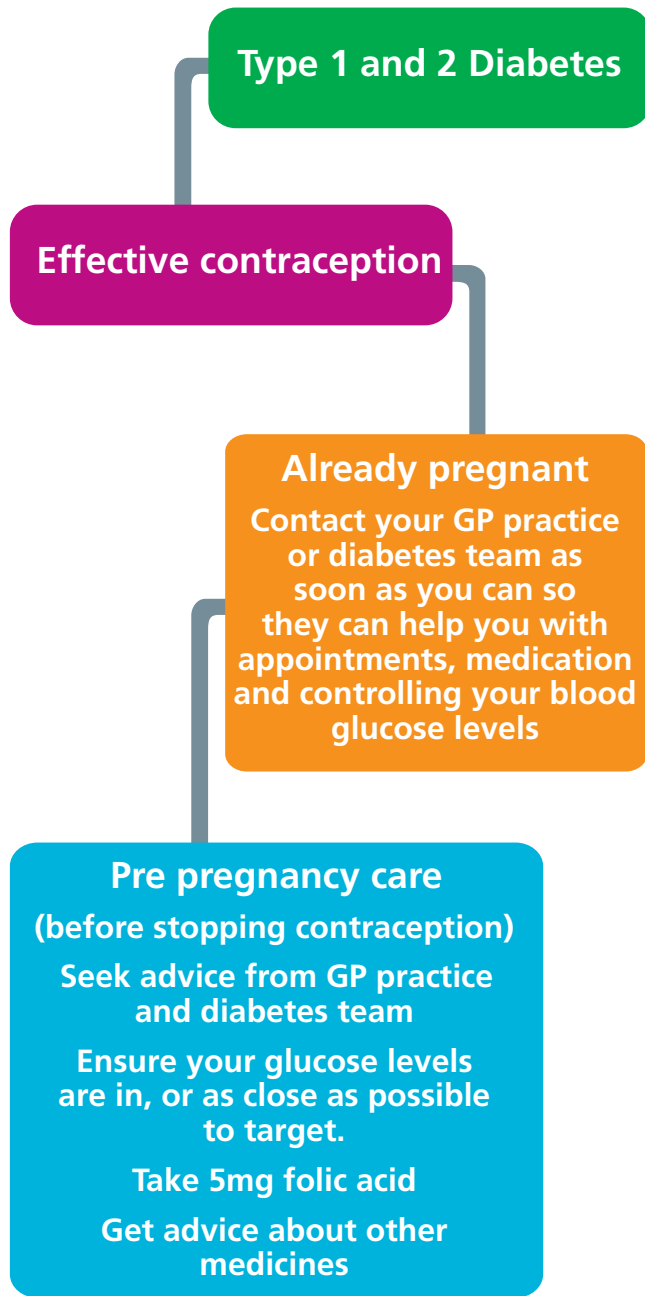 Type 1 and 2 Diabetes
Effective contraception
Already pregnant
Contact your GP practice
or diabetes team as
soon as you can so
they can help you with
appointments, medication
and controlling your blood
glucose levels
Pre pregnancy care
(before stopping contraception)
Seek advice from GP practice
and diabetes team
Ensure your glucose levels
are in, or as close as possible
to target.
Take 5mg folic acid
Get advice about other
medicines